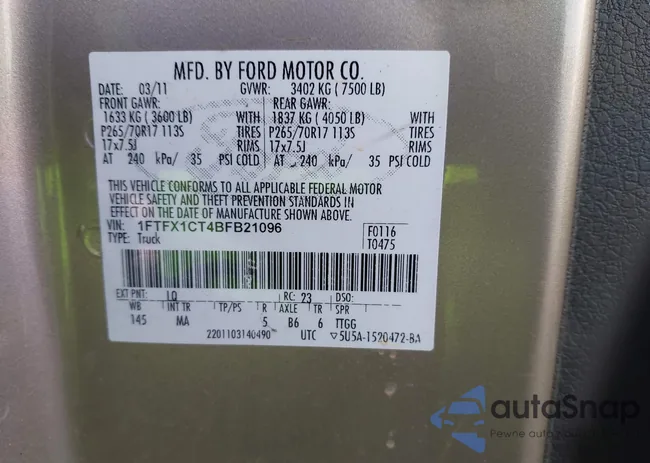 MFD. BY FORD MOTOR CO.
DATE: 03/11 GVWR: 3402 KG ( 7500 LB)
FRONT GAWR: REAR GAWR:
1633 KG ( 3600 LB) WITH 1837 KG ( 4050 LB) WITH
P265/70R17 113S TIRES P265/70R17 113S TIRES
17x7.5J RIMS 17x7.5J RIMS
AT 240 kPa/ 35 PSI COLD AT 240 kPa/ 35 PSI COLD
THIS VEHICLE CONFORMS TO ALL APPLICABLE FEDERAL MOTOR
VEHICLE SAFETY AND THEFT PREVENTION STANDARDS IN
EFFECT ON THE DATE OF MANUFACTURE SHOWN ABOVE.
VIN: 1FTFX1CT4BFB21096 F0116
TYPE: Truck T0475
EXT PNT: LQ RC: 23 DSO:
WB INT TR TP/PS R AXLE TR SPR
145 MA 5 B6 6 TTGG
2201103140490 UTC ▽5U5A-1520472-BA
autoSnap
Pewne auto